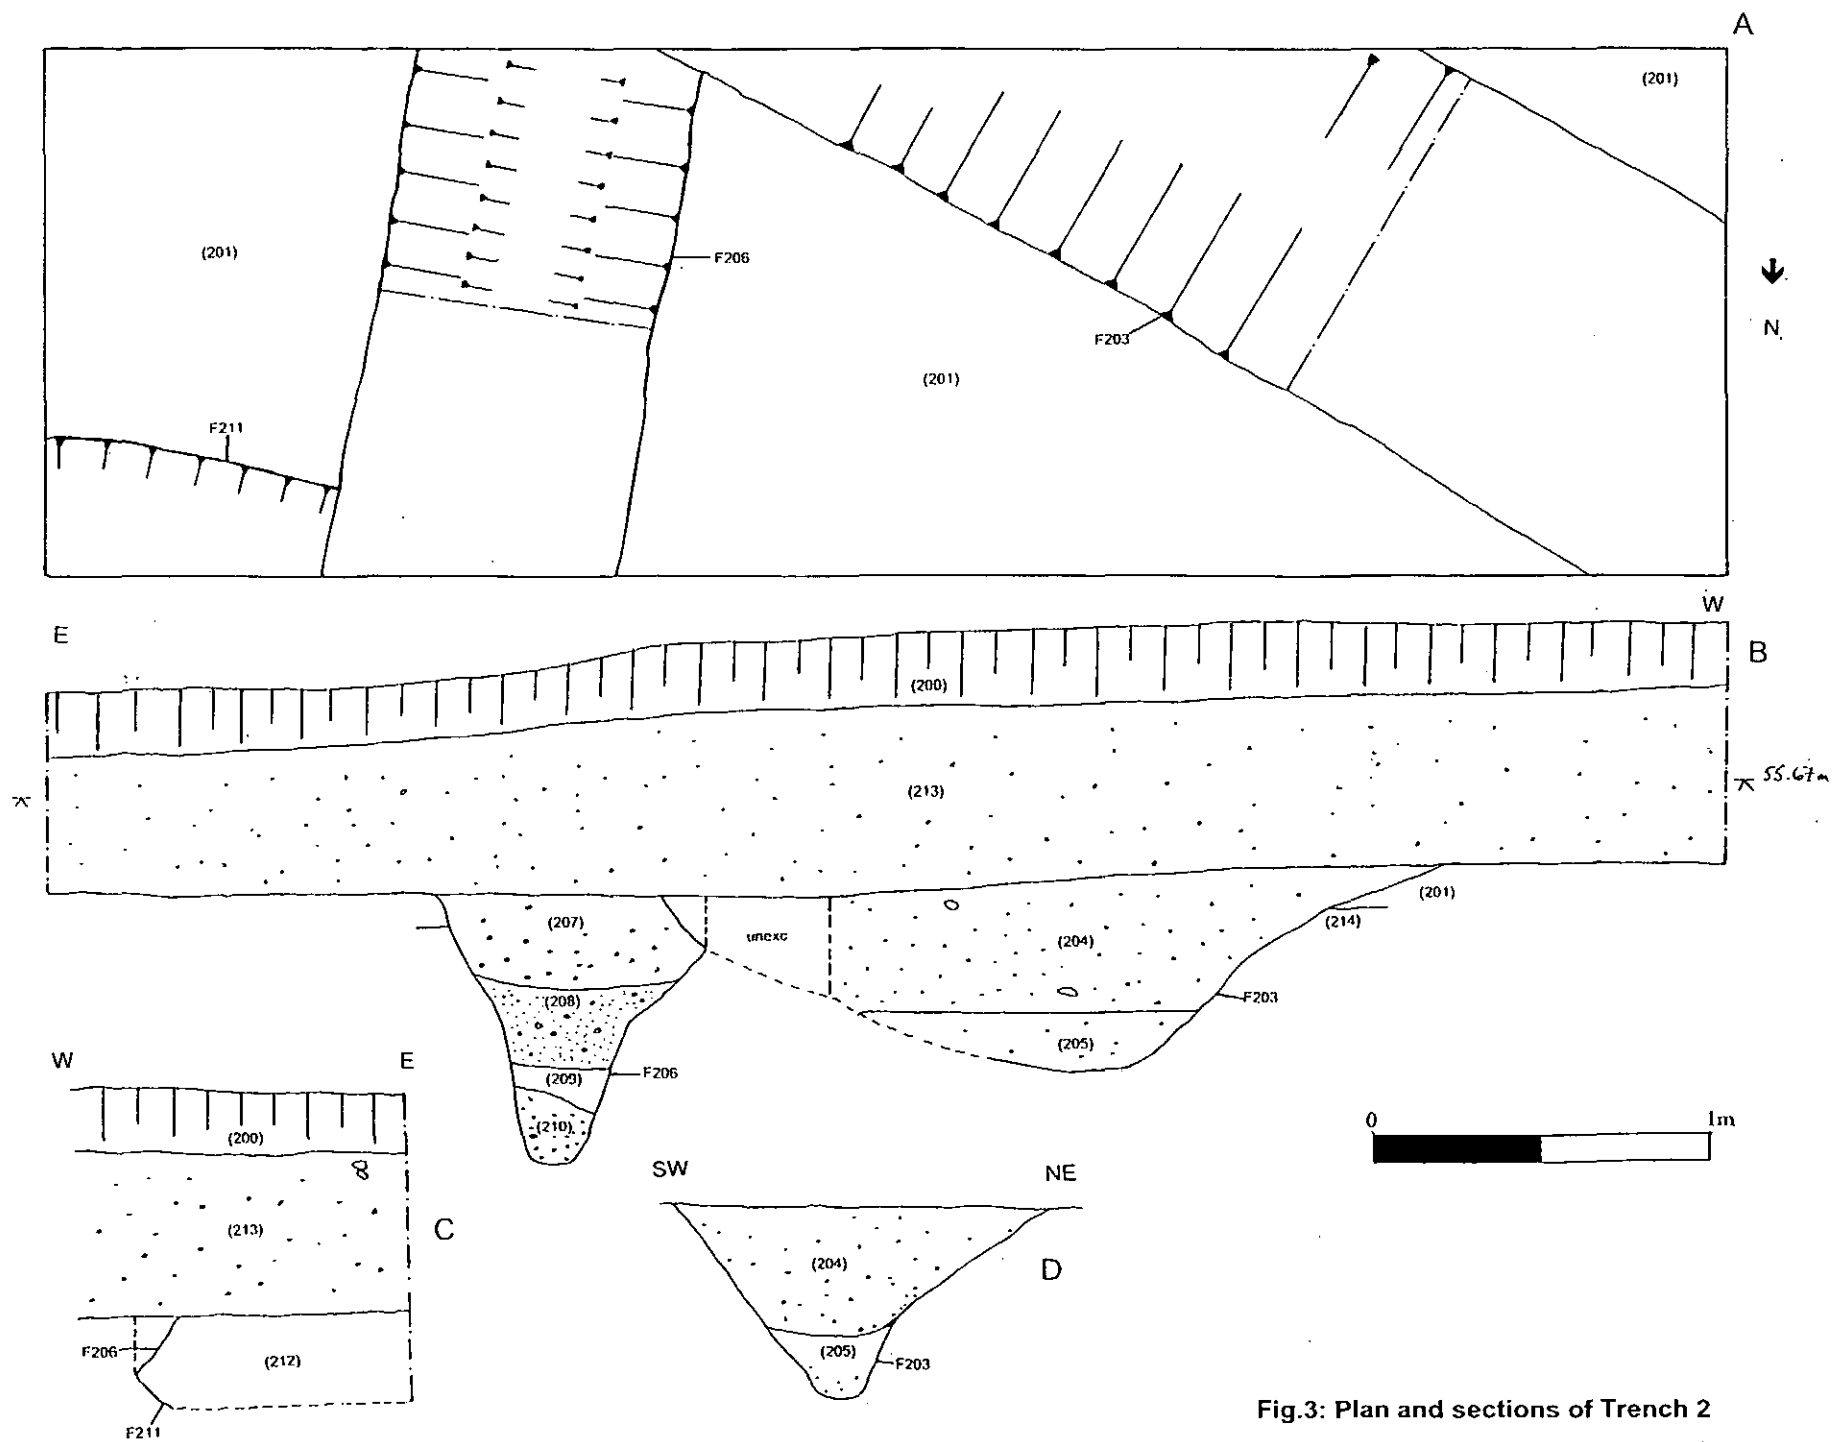 A
(201)
(201)
F206
N
F203
(201)
F211
E
W
B
(200)
(213)
55.67m
(207)
unexc
(204)
(201)
(214)
(208)
F203
(205)
W
E
(209)
F206
(200)
(210)
0
1m
SW
NE
(213)
C
(204)
D
F206
(212)
(205)
F203
F211
Fig.3: Plan and sections of Trench 2